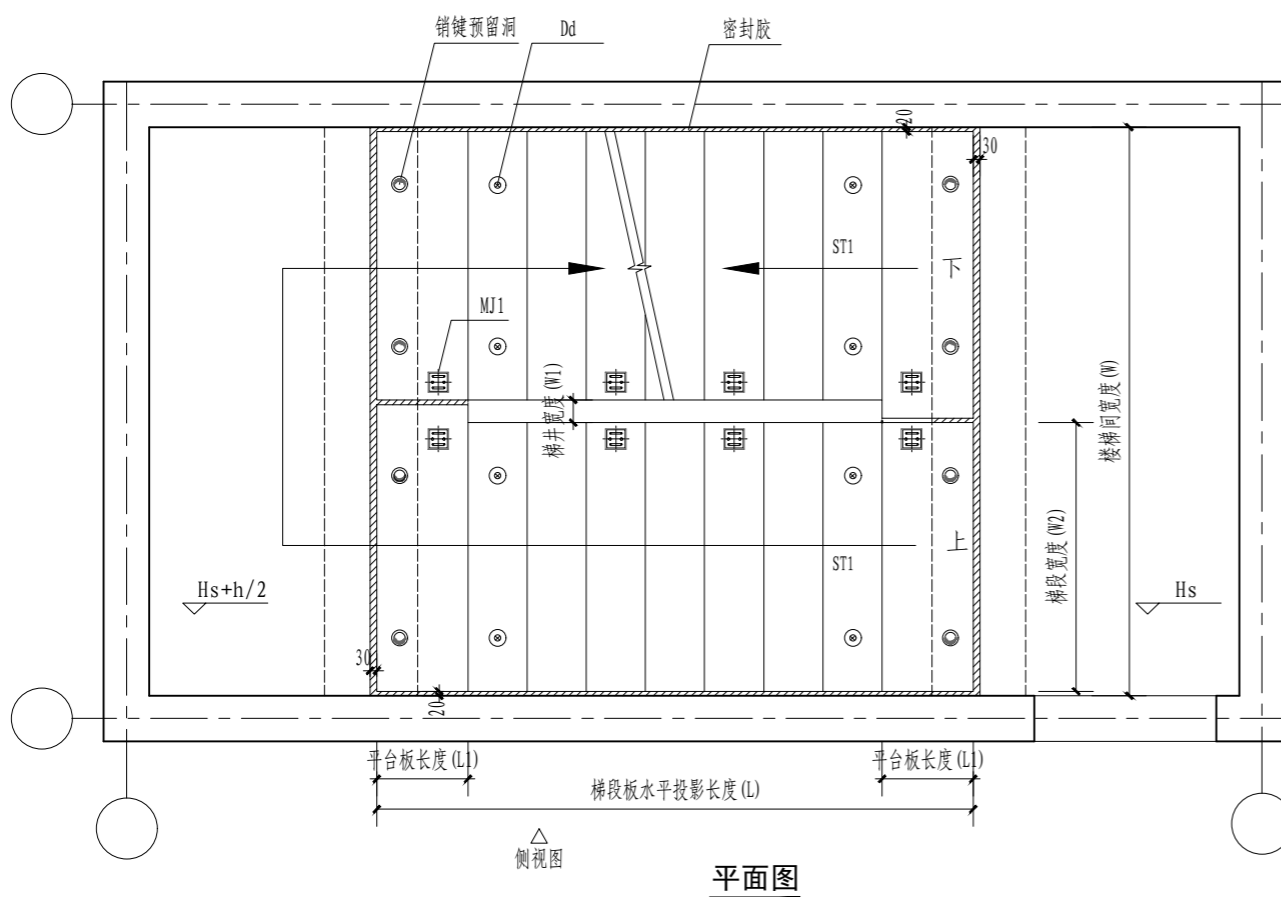 销键预留洞
Dd
密封胶
20
30
ST1
下
MJ1
梯井宽度(W1)
楼梯间宽度(W)
梯段宽度(W2)
上
ST1
Hs+h/2
Hs
30
20
平台板长度(L1)
平台板长度(L1)
梯段板水平投影长度(L)
侧视图
平面图